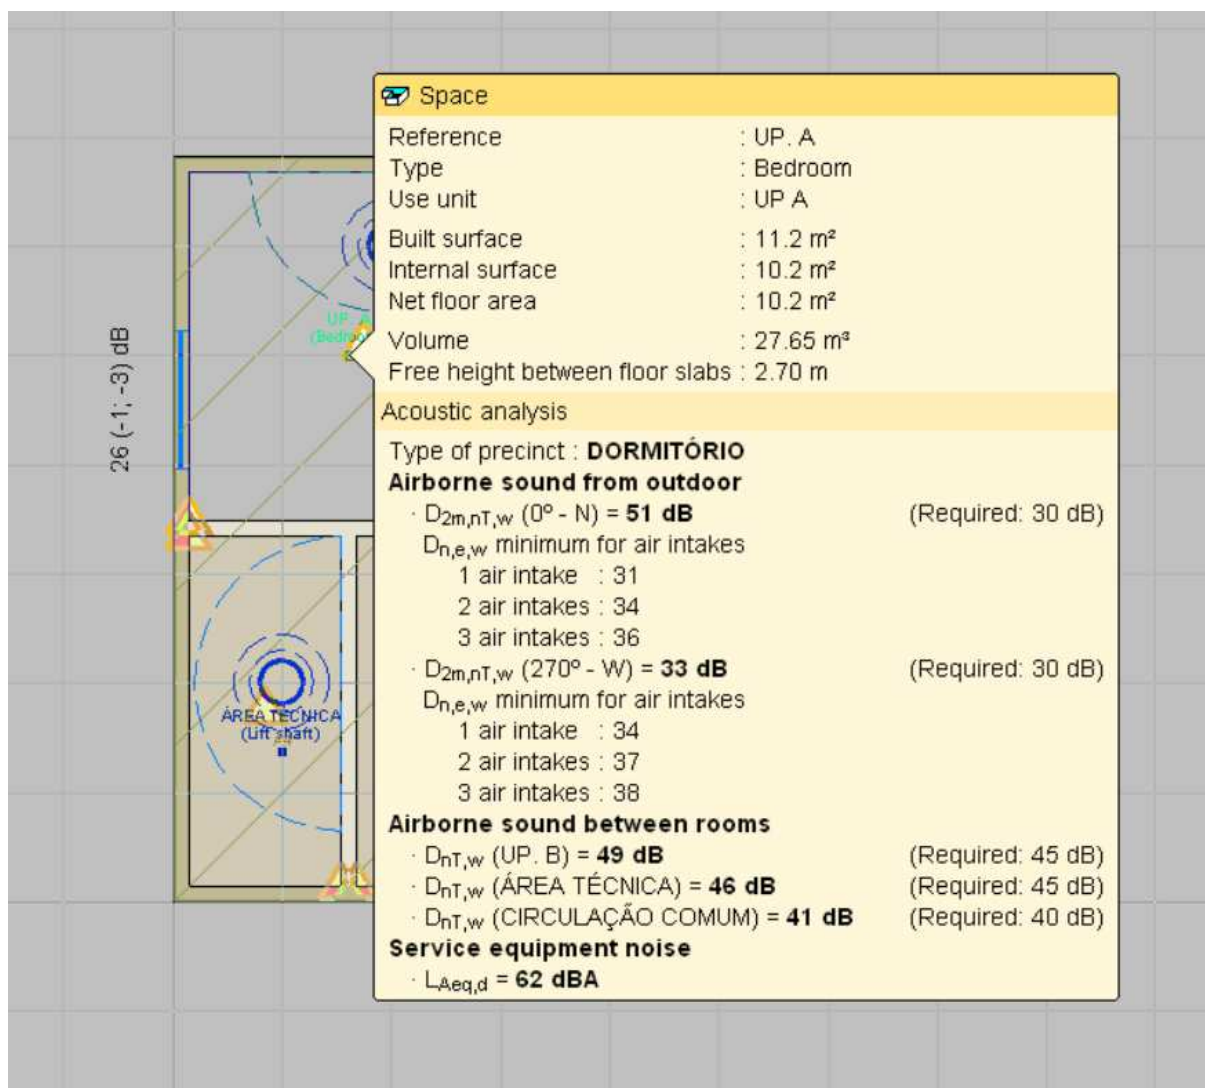 Space
Reference : UP. A
Type : Bedroom
Use unit : UP A
Built surface : 11.2 m²
Internal surface : 10.2 m²
Net floor area : 10.2 m²
Volume : 27.65 m³
Free height between floor slabs : 2.70 m
Acoustic analysis
Type of precinct : DORMITÓRIO
Airborne sound from outdoor
· D2m,nT,w (0º - N) = 51 dB (Required: 30 dB)
Dn,e,w minimum for air intakes
1 air intake : 31
2 air intakes : 34
3 air intakes : 36
· D2m,nT,w (270º - W) = 33 dB (Required: 30 dB)
Dn,e,w minimum for air intakes
1 air intake : 34
2 air intakes : 37
3 air intakes : 38
Airborne sound between rooms
· DnT,w (UP. B) = 49 dB (Required: 45 dB)
· DnT,w (ÁREA TÉCNICA) = 46 dB (Required: 45 dB)
· DnT,w (CIRCULAÇÃO COMUM) = 41 dB (Required: 40 dB)
Service equipment noise
· LAeq,d = 62 dBA
26 (-1; -3) dB
UP. A
ÁREA TÉCNICA
(Lift shaft)